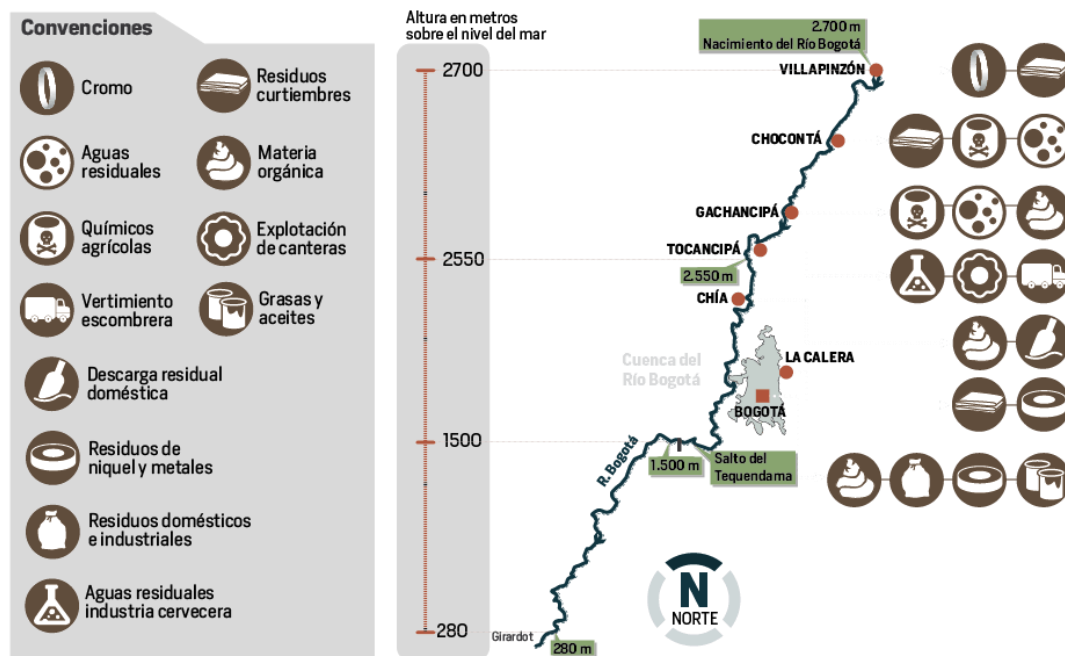 Convenciones
Cromo
Residuos
curtiembres
Aguas
residuales
Materia
orgánica
Químicos
agrícolas
Explotación
de canteras
Vertimiento
escombrera
Grasas y
aceites
Descarga residual
doméstica
Residuos de
niquel y metales
Residuos domésticos
e industriales
Aguas residuales
industria cervecera
Altura en metros
sobre el nivel del mar
2700
2550
1500
280
2.700 m
Nacimiento del Río Bogotá
VILLAPINZÓN
CHOCONTÁ
GACHANCIPÁ
TOCANCIPÁ
2.550 m
CHÍA
Cuenca del
Río Bogotá
LA CALERA
BOGOTÁ
R. Bogotá
1.500 m
Salto del
Tequendama
N
NORTE
Girardot
280 m